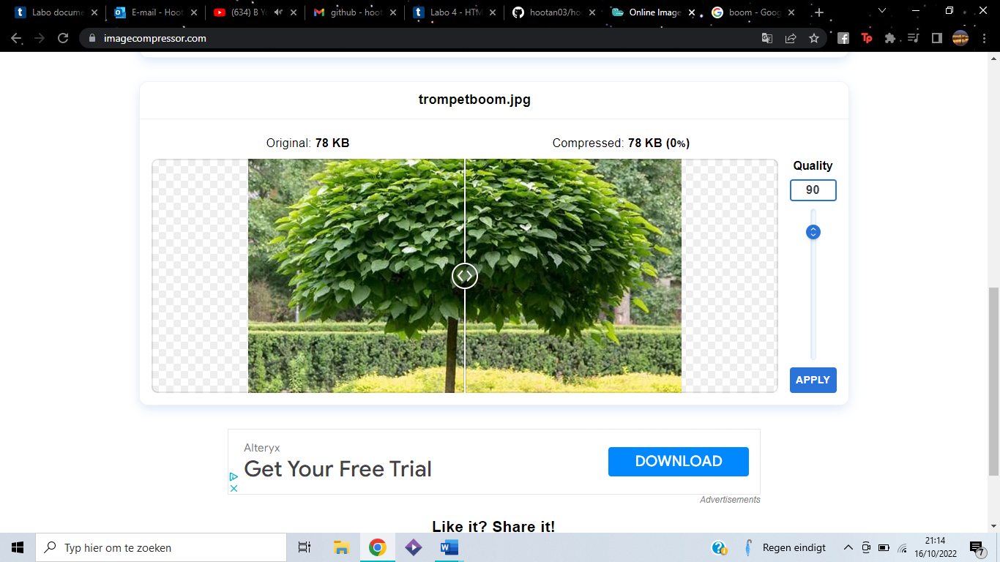 Labo docume
E-mail - Hoot
(634) B Yo
github - hoot
Labo 4 - HTM
hootan03/hoo
Online Image
boom - Goog
imagecompressor.com
trompetboom.jpg
Original: 78 KB
Compressed: 78 KB (0%)
Quality
90
APPLY
Alteryx
Get Your Free Trial
DOWNLOAD
Advertisements
Like it? Share it!
Typ hier om te zoeken
Regen eindigt
21:14
16/10/2022
7